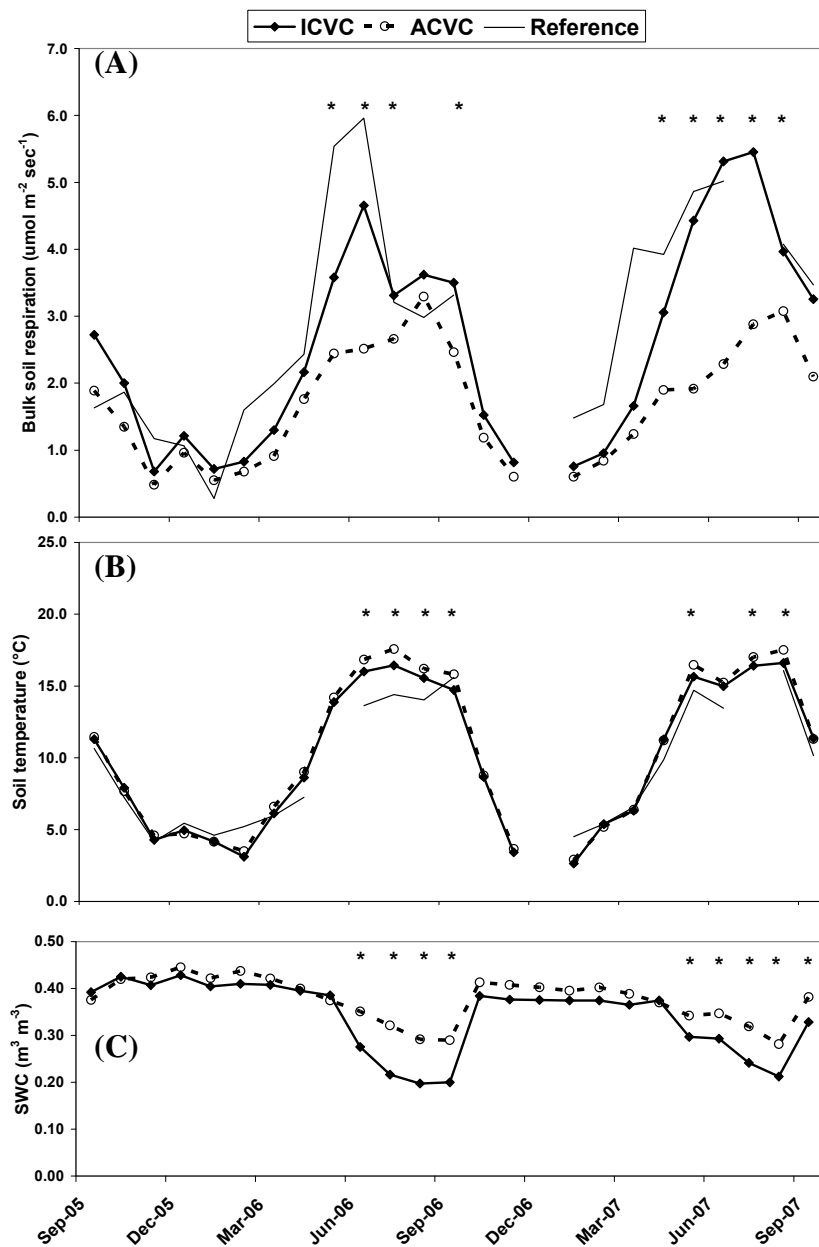 ICVC ACVC Reference
(A)
Bulk soil respiration (umol m⁻² sec⁻¹)
7.0
6.0
5.0
4.0
3.0
2.0
1.0
0.0
* * * * * * * * *
(B)
Soil temperature (°C)
25.0
20.0
15.0
10.0
5.0
0.0
* * * * * * *
(C)
SWC (m³ m⁻³)
0.50
0.40
0.30
0.20
0.10
0.00
* * * * * * * * *
Sep-05 Dec-05 Mar-06 Jun-06 Sep-06 Dec-06 Mar-07 Jun-07 Sep-07